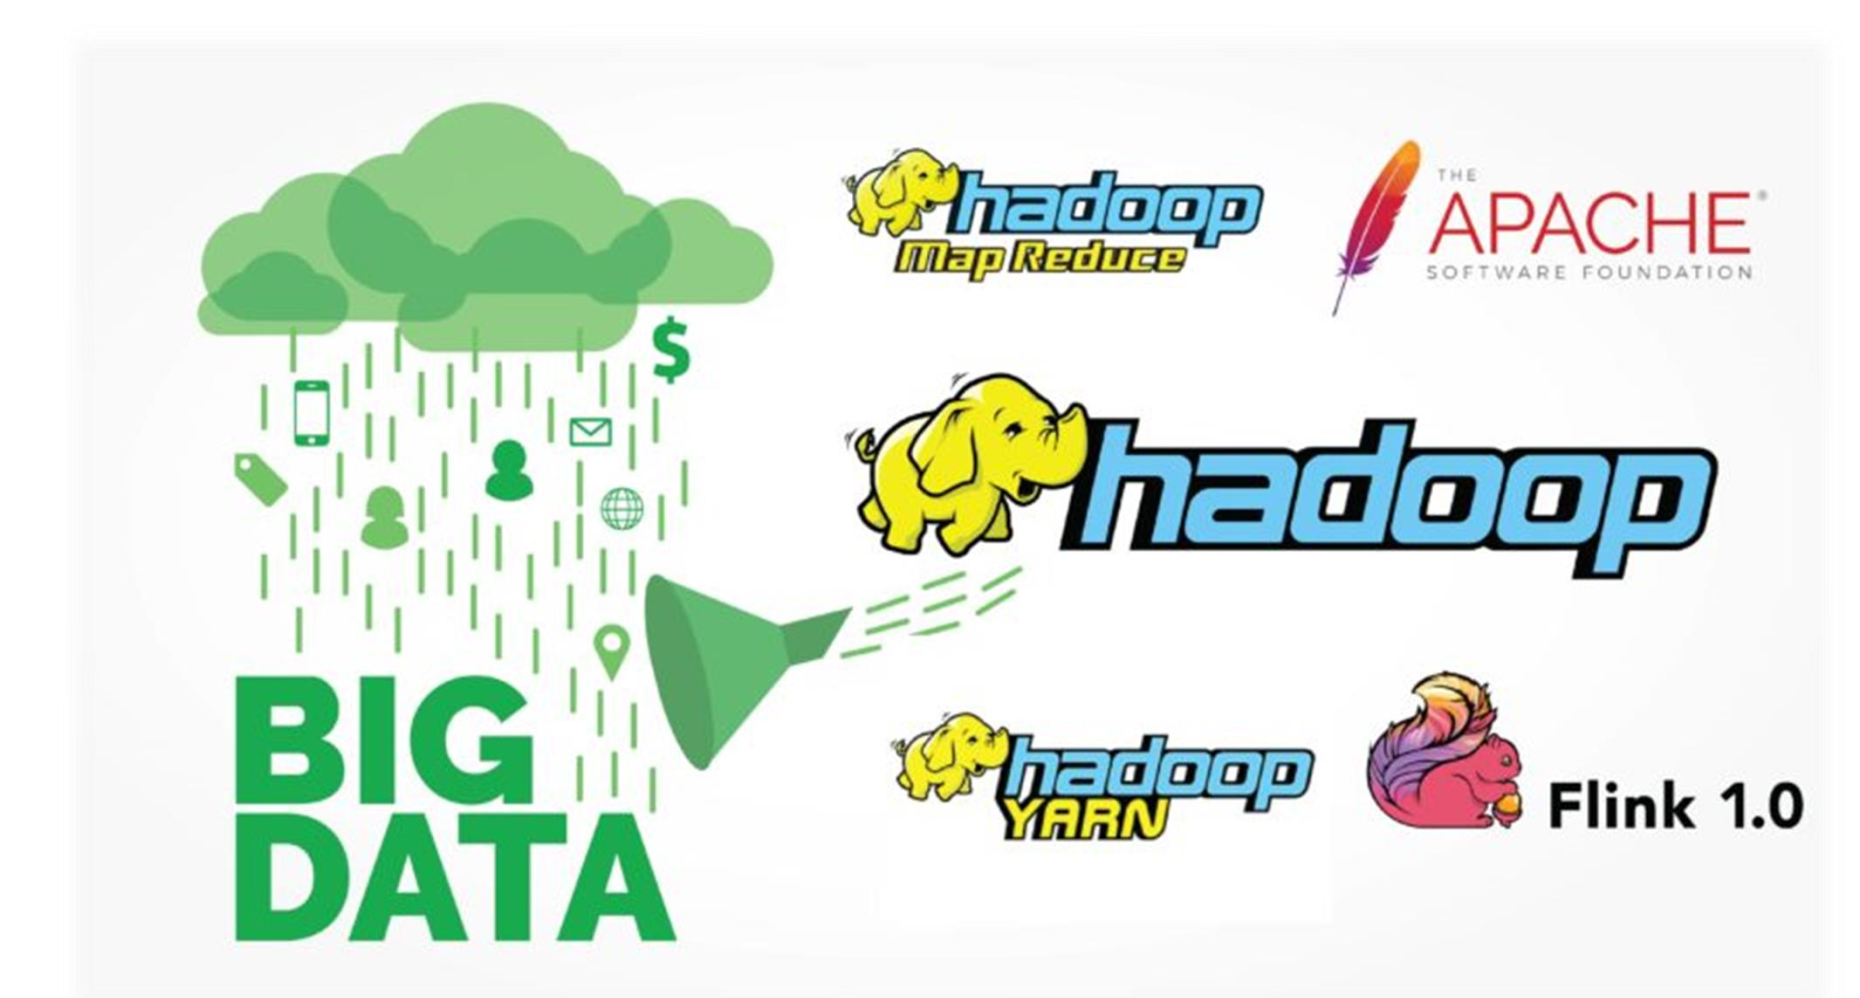 hadoop
Map Reduce
THE
APACHE®
SOFTWARE FOUNDATION
$
hadoop
BIG
DATA
hadoop
YARN
Flink 1.0